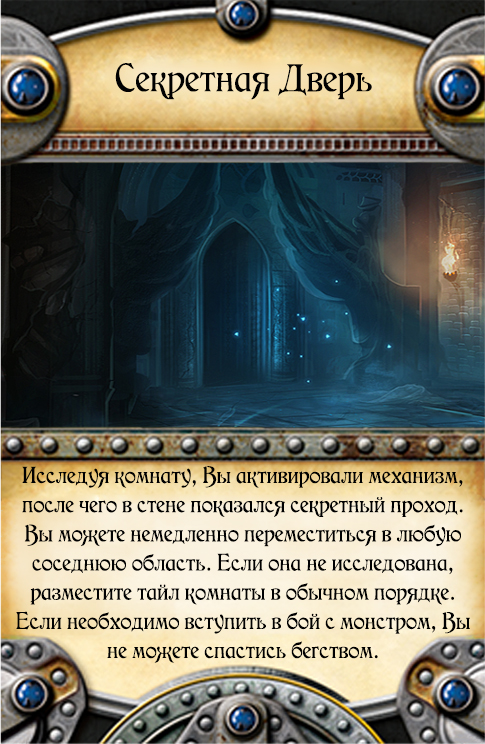 Секретная Дверь
Исследуя комнату, Вы активировали механизм,
после чего в стене показался секретный проход.
Вы можете немедленно переместиться в любую
соседнюю область. Если она не исследована,
разместите тайл комнаты в обычном порядке.
Если необходимо вступить в бой с монстром, Вы
не можете спастись бегством.